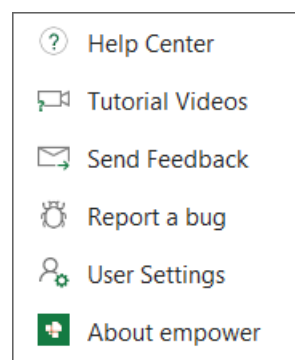 Help Center
Tutorial Videos
Send Feedback
Report a bug
User Settings
About empower